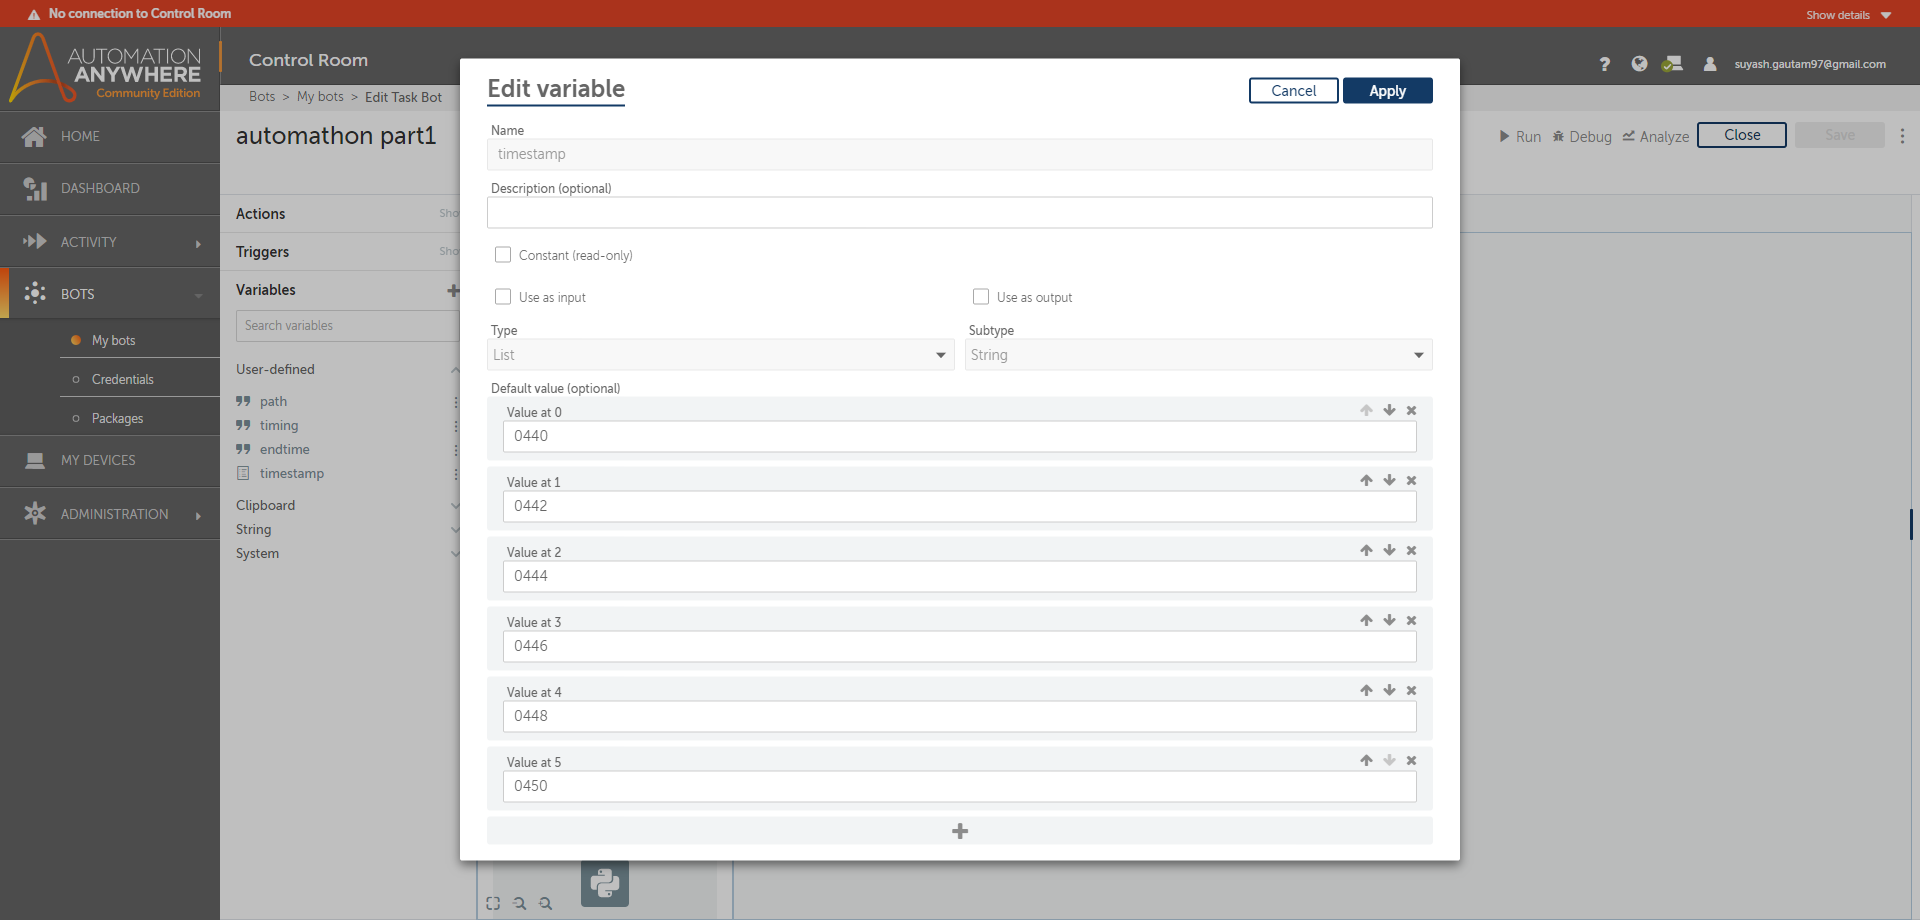 No connection to Control Room
Show details
AUTOMATION
ANYWHERE
Community Edition
Control Room
suyash.gautam97@gmail.com
Bots > My bots > Edit Task Bot
automathon part1
Run Debug Analyze Close Save
HOME
DASHBOARD
ACTIVITY
BOTS
My bots
Credentials
Packages
MY DEVICES
ADMINISTRATION
Actions
Sho
Triggers
Sho
Variables
Search variables
User-defined
path
timing
endtime
timestamp
Clipboard
String
System
Edit variable
Cancel
Apply
Name
timestamp
Description (optional)
Constant (read-only)
Use as input
Use as output
Type
Subtype
List
String
Default value (optional)
Value at 0
0440
Value at 1
0442
Value at 2
0444
Value at 3
0446
Value at 4
0448
Value at 5
0450